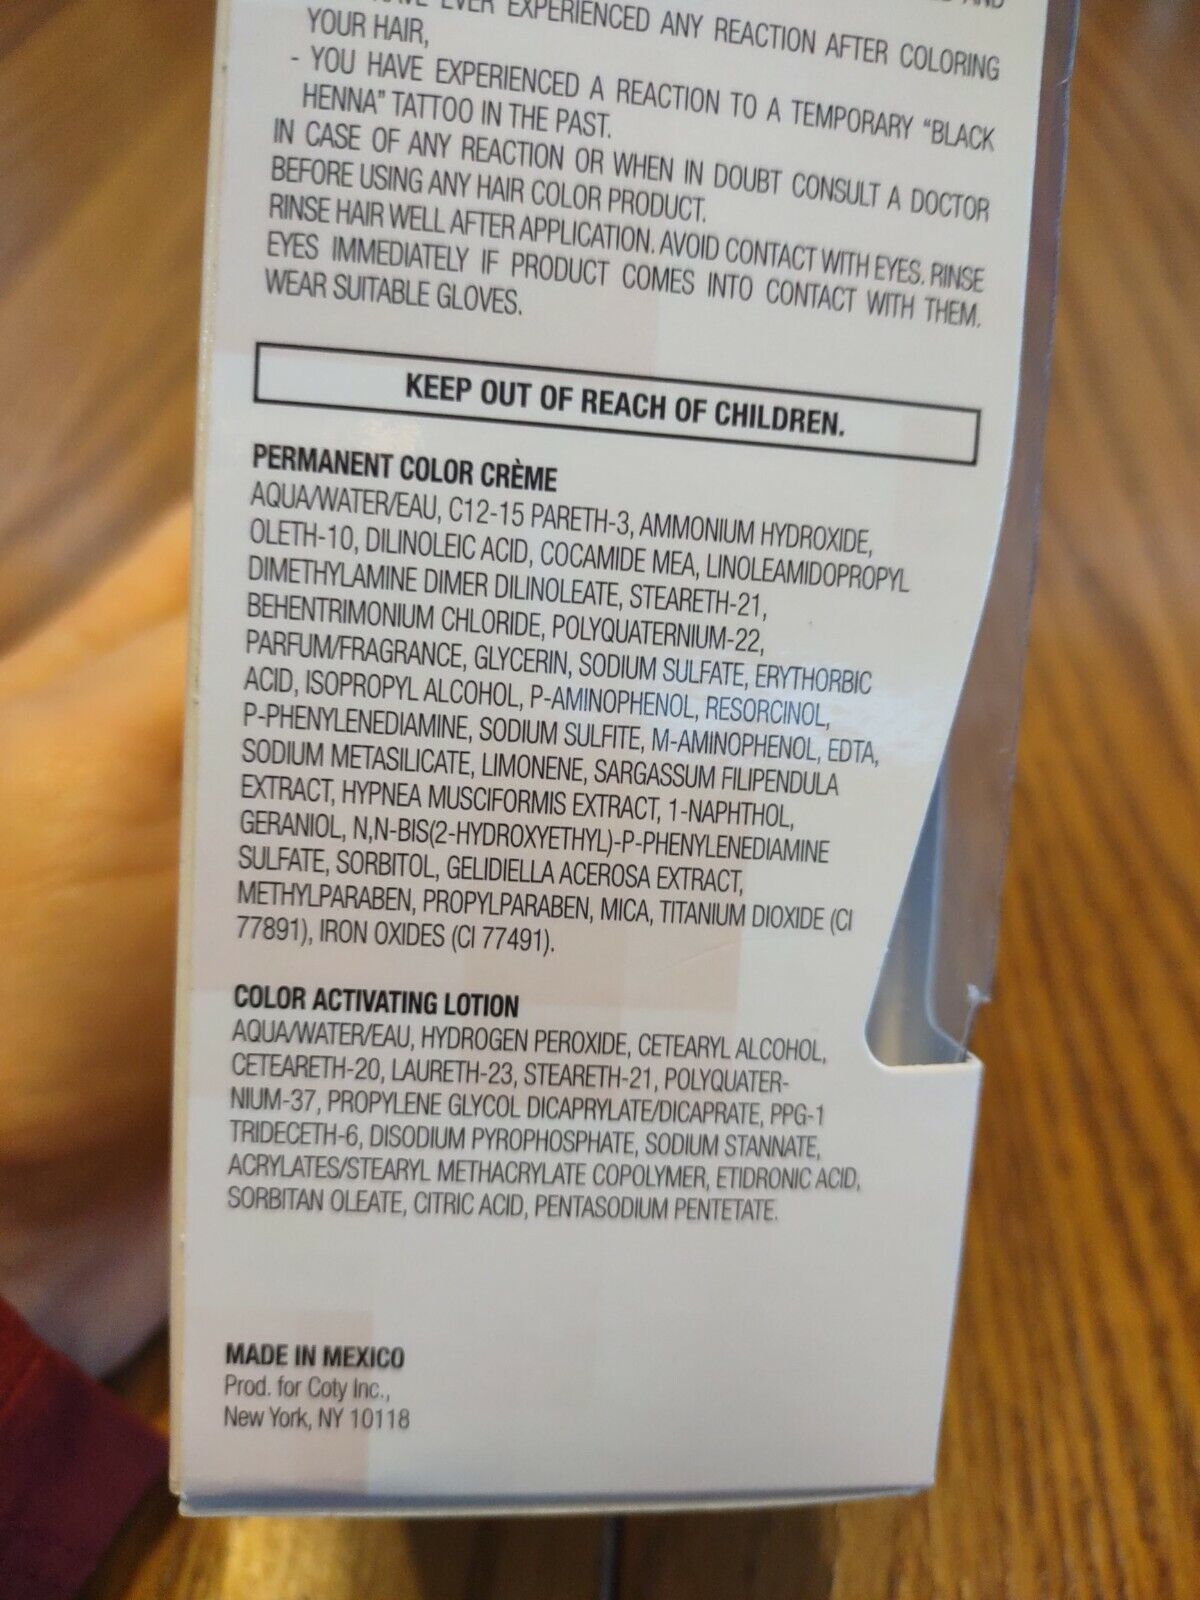 EVER EXPERIENCED ANY REACTION AFTER COLORING
YOUR HAIR,
- YOU HAVE EXPERIENCED A REACTION TO A TEMPORARY "BLACK
HENNA" TATTOO IN THE PAST.
IN CASE OF ANY REACTION OR WHEN IN DOUBT CONSULT A DOCTOR
BEFORE USING ANY HAIR COLOR PRODUCT.
RINSE HAIR WELL AFTER APPLICATION. AVOID CONTACT WITH EYES. RINSE
EYES IMMEDIATELY IF PRODUCT COMES INTO CONTACT WITH THEM.
WEAR SUITABLE GLOVES.
KEEP OUT OF REACH OF CHILDREN.
PERMANENT COLOR CRÈME
AQUA/WATER/EAU, C12-15 PARETH-3, AMMONIUM HYDROXIDE,
OLETH-10, DILINOLEIC ACID, COCAMIDE MEA, LINOLEAMIDOPROPYL
DIMETHYLAMINE DIMER DILINOLEATE, STEARETH-21,
BEHENTRIMONIUM CHLORIDE, POLYQUATERNIUM-22,
PARFUM/FRAGRANCE, GLYCERIN, SODIUM SULFATE, ERYTHORBIC
ACID, ISOPROPYL ALCOHOL, P-AMINOPHENOL, RESORCINOL,
P-PHENYLENEDIAMINE, SODIUM SULFITE, M-AMINOPHENOL, EDTA,
SODIUM METASILICATE, LIMONENE, SARGASSUM FILIPENDULA
EXTRACT, HYPNEA MUSCIFORMIS EXTRACT, 1-NAPHTHOL,
GERANIOL, N,N-BIS(2-HYDROXYETHYL)-P-PHENYLENEDIAMINE
SULFATE, SORBITOL, GELIDIELLA ACEROSA EXTRACT,
METHYLPARABEN, PROPYLPARABEN, MICA, TITANIUM DIOXIDE (CI
77891), IRON OXIDES (CI 77491).
COLOR ACTIVATING LOTION
AQUA/WATER/EAU, HYDROGEN PEROXIDE, CETEARYL ALCOHOL,
CETEARETH-20, LAURETH-23, STEARETH-21, POLYQUATER-
NIUM-37, PROPYLENE GLYCOL DICAPRYLATE/DICAPRATE, PPG-1
TRIDECETH-6, DISODIUM PYROPHOSPHATE, SODIUM STANNATE,
ACRYLATES/STEARYL METHACRYLATE COPOLYMER, ETIDRONIC ACID,
SORBITAN OLEATE, CITRIC ACID, PENTASODIUM PENTETATE.
MADE IN MEXICO
Prod. for Coty Inc.,
New York, NY 10118